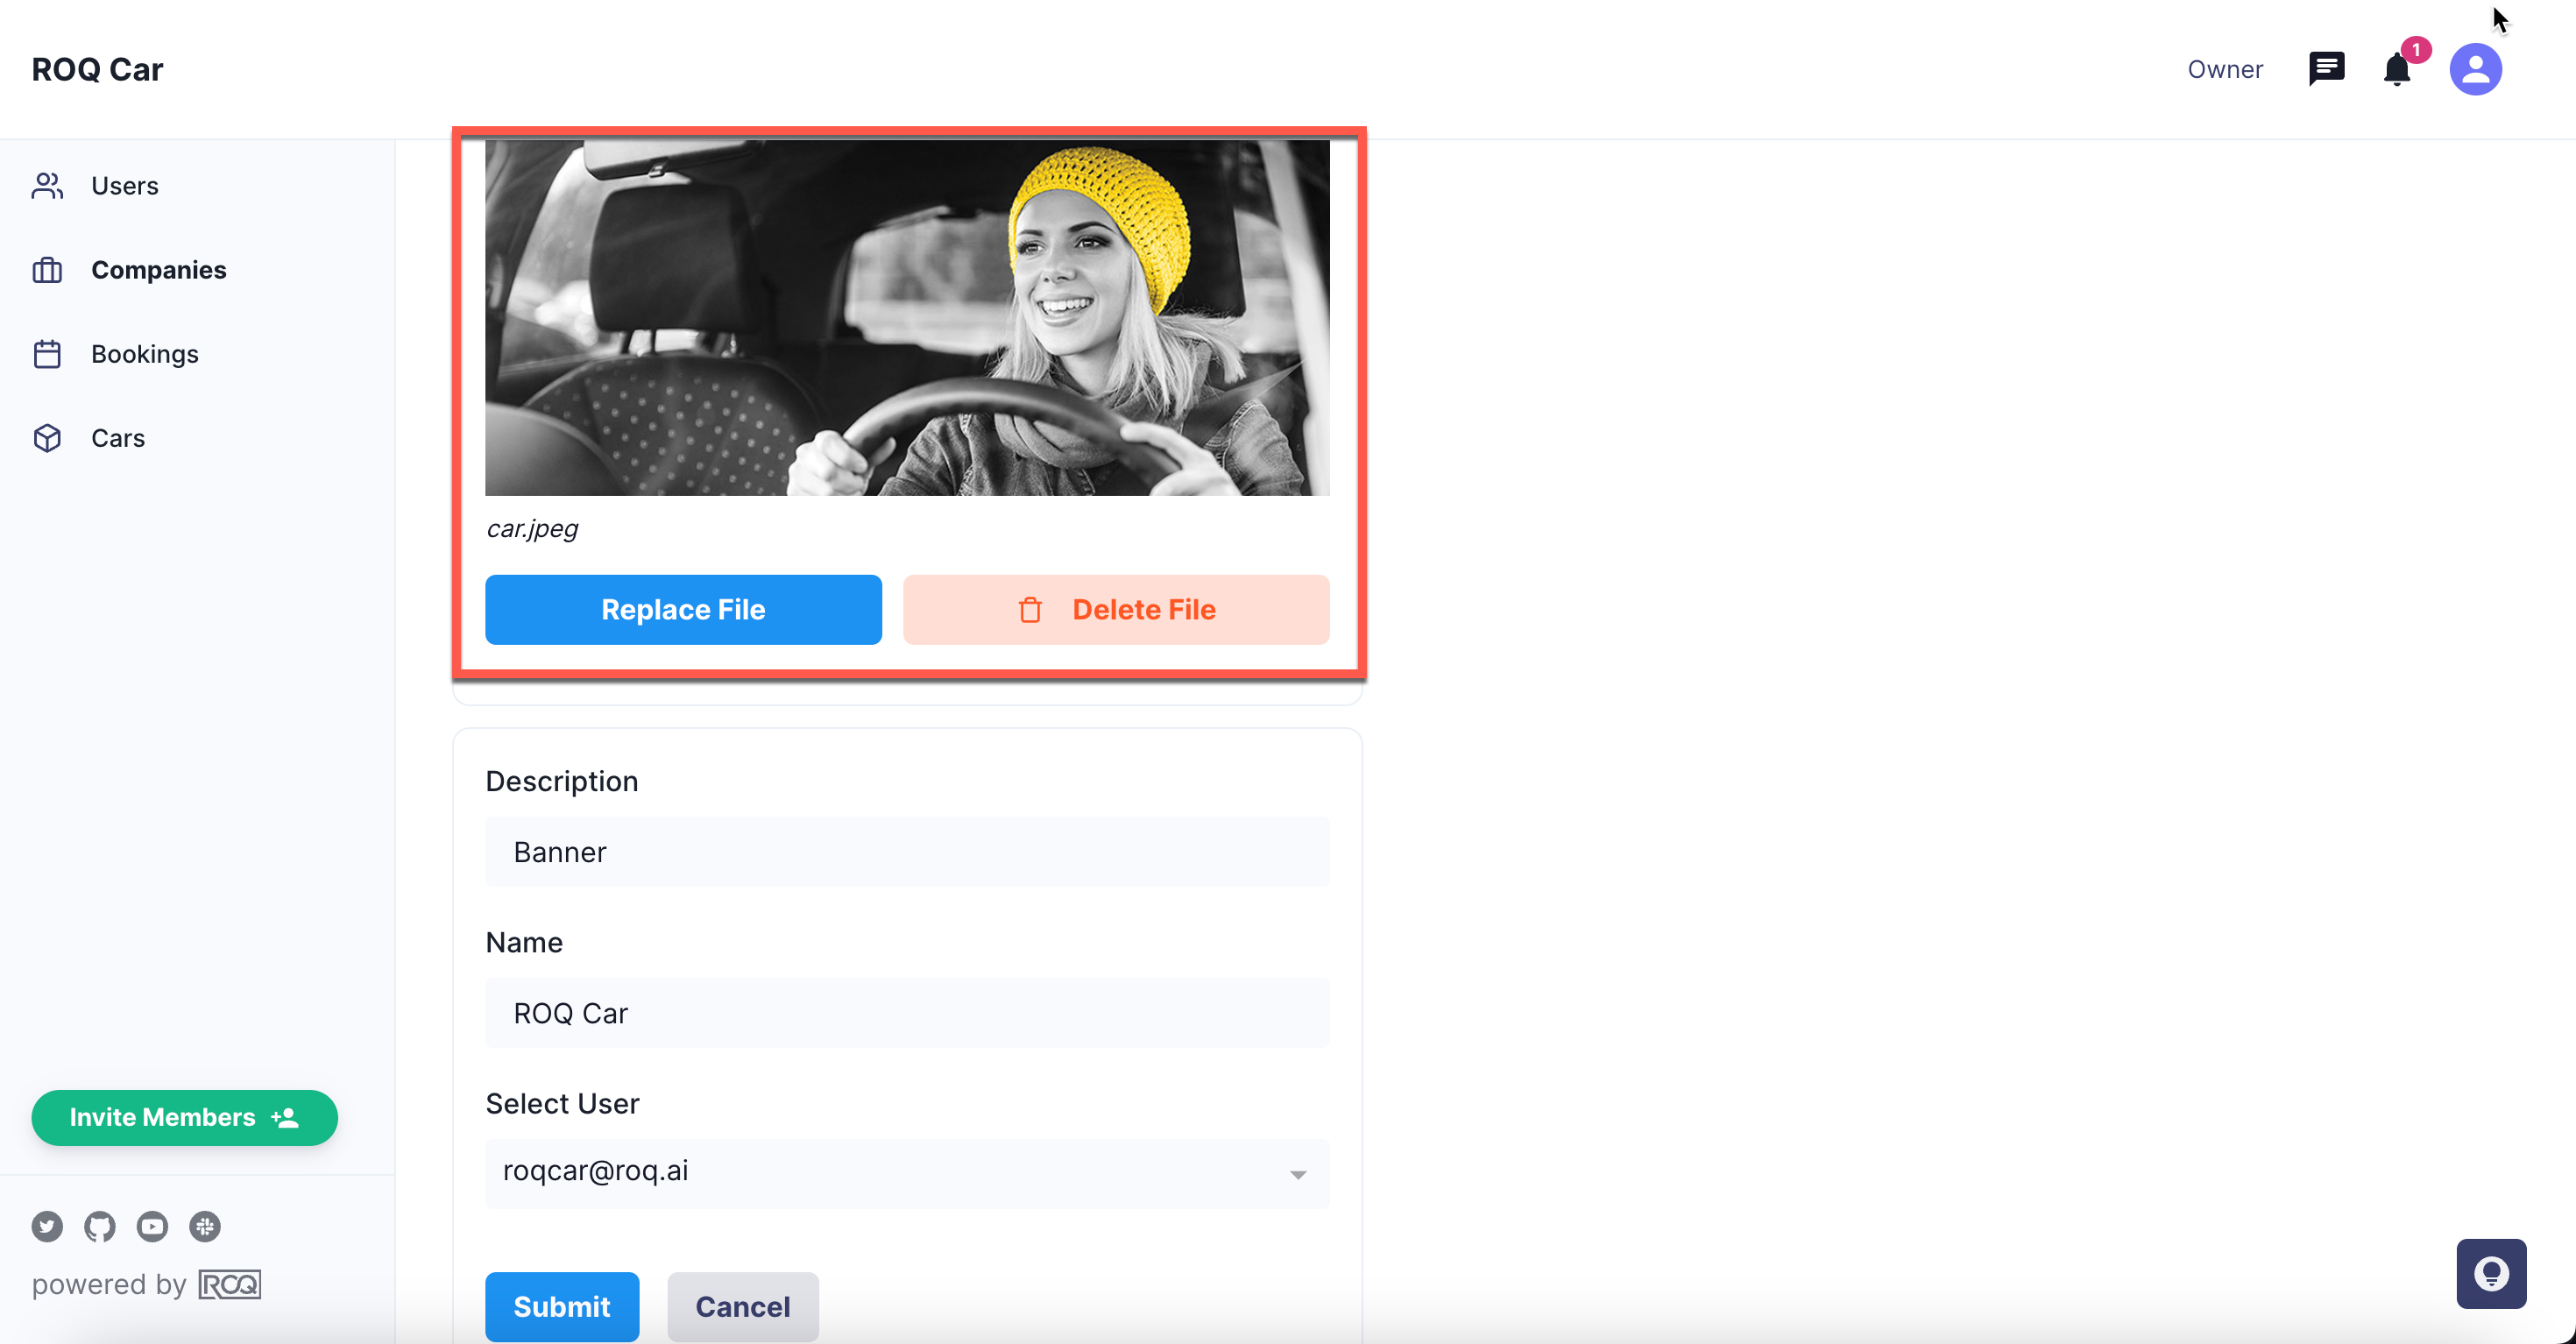 ROQ Car
Owner
1
Users
Companies
Bookings
Cars
car.jpeg
Replace File
Delete File
Description
Banner
Name
ROQ Car
Select User
roqcar@roq.ai
Submit
Cancel
Invite Members
powered by ROQ